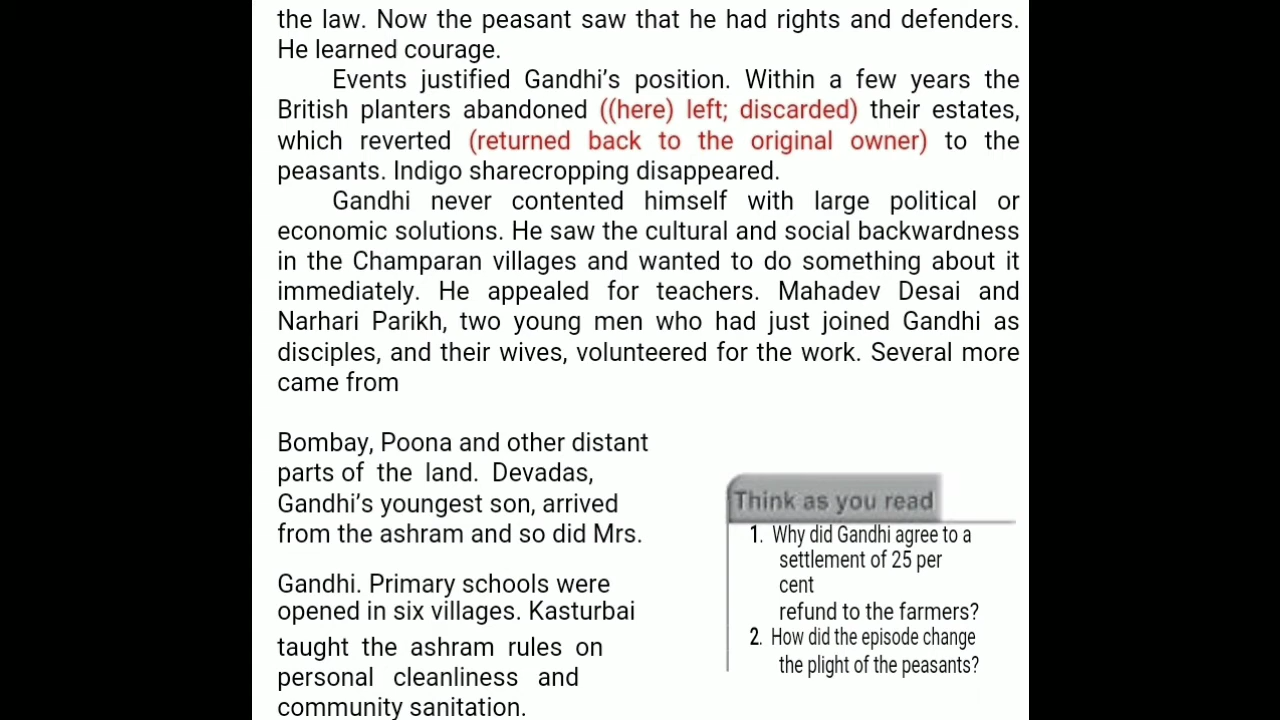 the law. Now the peasant saw that he had rights and defenders.
He learned courage.
Events justified Gandhi’s position. Within a few years the
British planters abandoned ((here) left; discarded) their estates,
which reverted (returned back to the original owner) to the
peasants. Indigo sharecropping disappeared.
Gandhi never contented himself with large political or
economic solutions. He saw the cultural and social backwardness
in the Champaran villages and wanted to do something about it
immediately. He appealed for teachers. Mahadev Desai and
Narhari Parikh, two young men who had just joined Gandhi as
disciples, and their wives, volunteered for the work. Several more
came from
Bombay, Poona and other distant
parts of the land. Devadas,
Gandhi’s youngest son, arrived
from the ashram and so did Mrs.
Gandhi. Primary schools were
opened in six villages. Kasturbai
taught the ashram rules on
personal cleanliness and
community sanitation.
Think as you read
1. Why did Gandhi agree to a
settlement of 25 per
cent
refund to the farmers?
2. How did the episode change
the plight of the peasants?